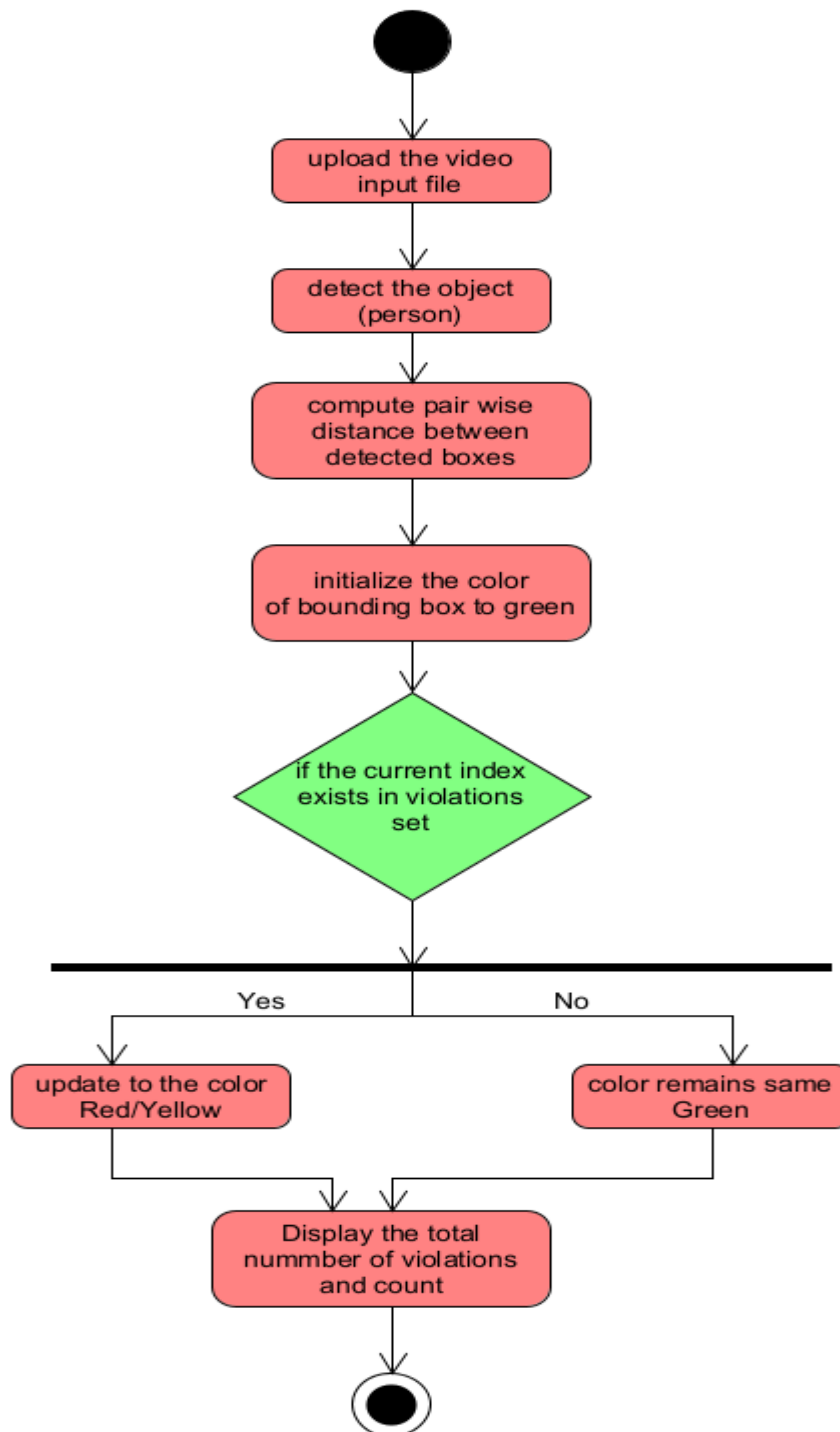 upload the video
input file
detect the object
(person)
compute pair wise
distance between
detected boxes
initialize the color
of bounding box to green
if the current index
exists in violations
set
Yes
No
update to the color
Red/Yellow
color remains same
Green
Display the total
nummber of violations
and count